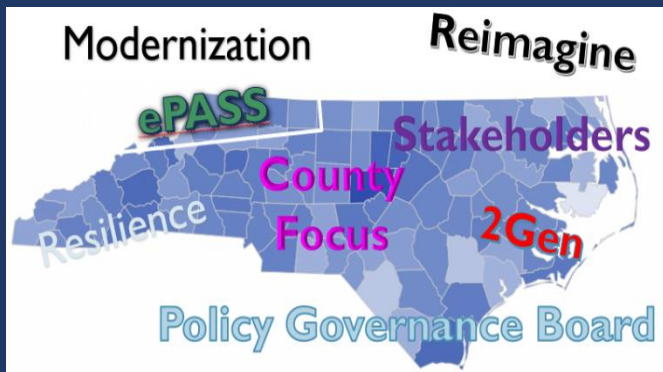 Modernization
Reimagine
ePASS
Stakeholders
County
Focus
Resilience
2Gen
Policy Governance Board